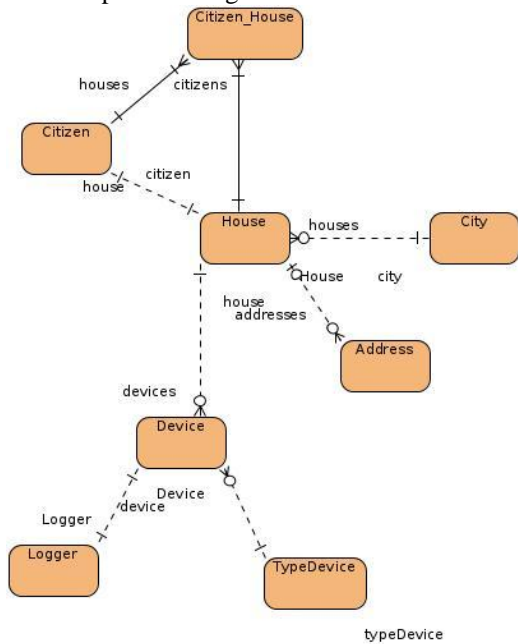 Citizen_House
houses
citizens
Citizen
house
citizen
House
houses
City
House
city
house
addresses
Address
devices
Device
Device
device
Logger
Logger
TypeDevice
typeDevice